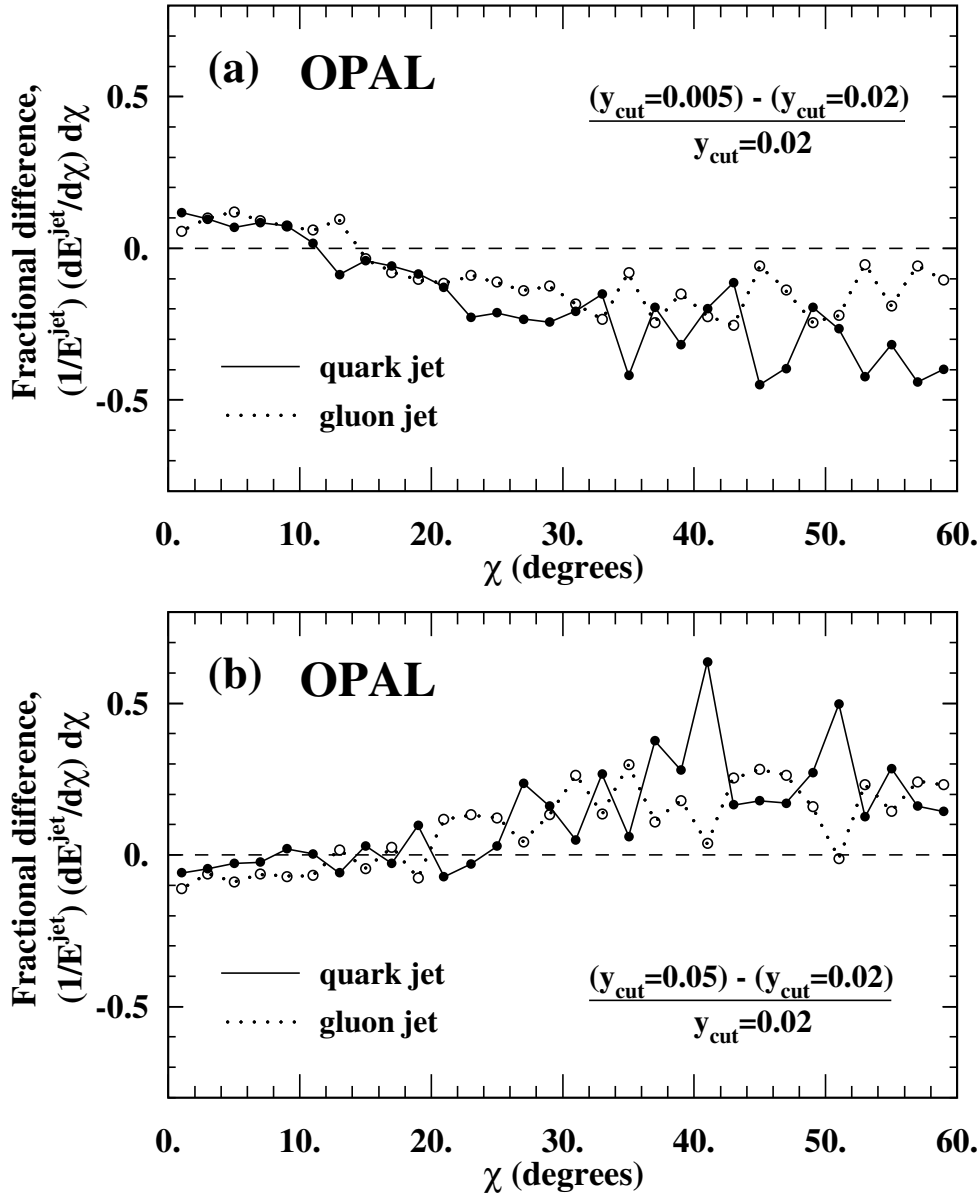 (a) OPAL
(y_cut=0.005) - (y_cut=0.02)
y_cut=0.02
Fractional difference,
(1/E^jet) (dE^jet/dχ) dχ
0.5
0.
-0.5
quark jet
gluon jet
0. 10. 20. 30. 40. 50. 60.
χ (degrees)
(b) OPAL
Fractional difference,
(1/E^jet) (dE^jet/dχ) dχ
0.5
0.
-0.5
quark jet
gluon jet
(y_cut=0.05) - (y_cut=0.02)
y_cut=0.02
0. 10. 20. 30. 40. 50. 60.
χ (degrees)